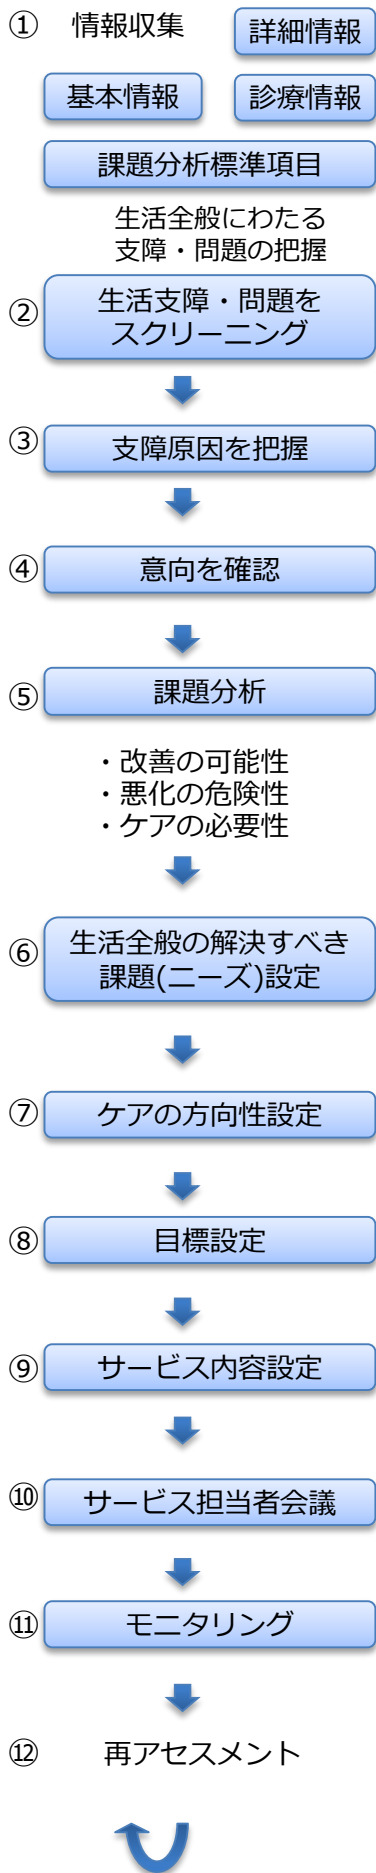 ① 情報収集 詳細情報
基本情報 診療情報
課題分析標準項目
生活全般にわたる
支障・問題の把握
② 生活支障・問題を
スクリーニング
③ 支障原因を把握
④ 意向を確認
⑤ 課題分析
・改善の可能性
・悪化の危険性
・ケアの必要性
⑥ 生活全般の解決すべき
課題(ニーズ)設定
⑦ ケアの方向性設定
⑧ 目標設定
⑨ サービス内容設定
⑩ サービス担当者会議
⑪ モニタリング
⑫ 再アセスメント